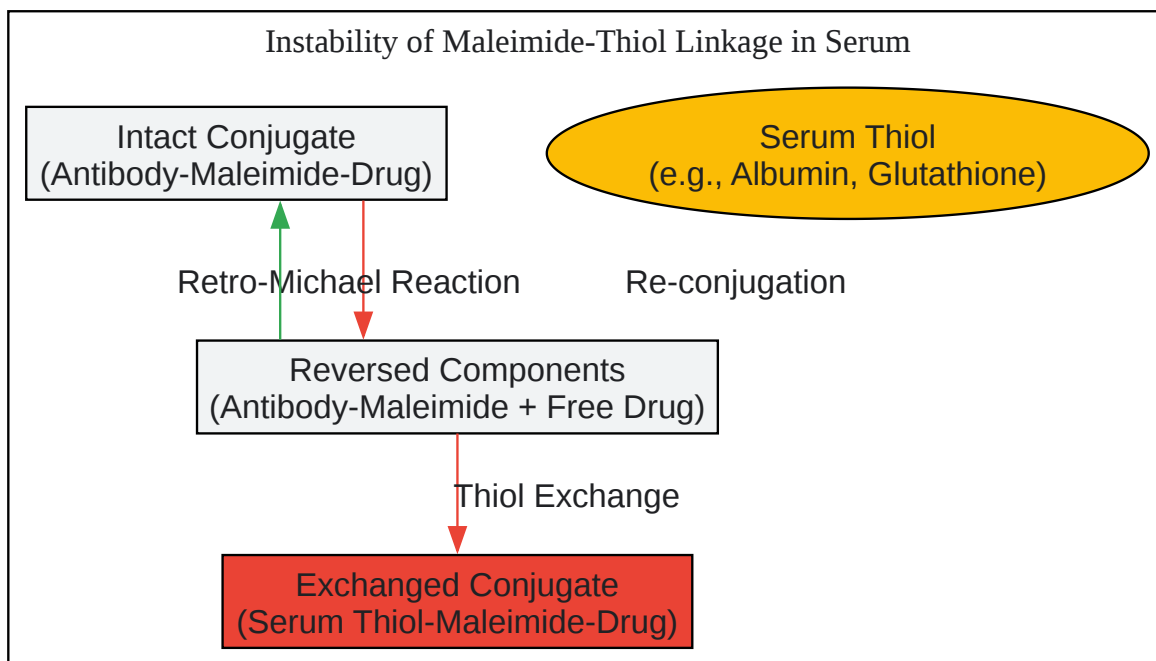 Instability of Maleimide-Thiol Linkage in Serum
Intact Conjugate
(Antibody-Maleimide-Drug)
Serum Thiol
(e.g., Albumin, Glutathione)
Retro-Michael Reaction
Re-conjugation
Reversed Components
(Antibody-Maleimide + Free Drug)
Thiol Exchange
Exchanged Conjugate
(Serum Thiol-Maleimide-Drug)